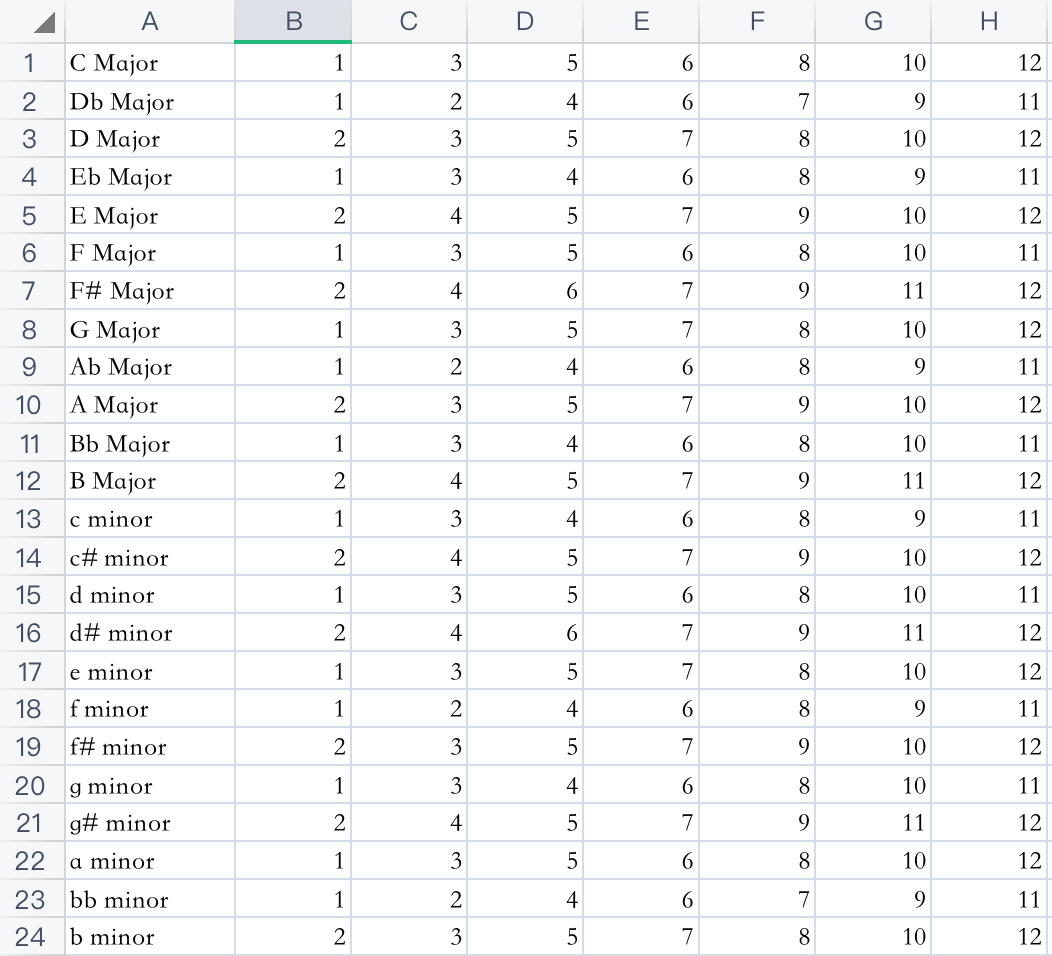 A B C D E F G H
1 C Major 1 3 5 6 8 10 12
2 Db Major 1 2 4 6 7 9 11
3 D Major 2 3 5 7 8 10 12
4 Eb Major 1 3 4 6 8 9 11
5 E Major 2 4 5 7 9 10 12
6 F Major 1 3 5 6 8 10 11
7 F# Major 2 4 6 7 9 11 12
8 G Major 1 3 5 7 8 10 12
9 Ab Major 1 2 4 6 8 9 11
10 A Major 2 3 5 7 9 10 12
11 Bb Major 1 3 4 6 8 10 11
12 B Major 2 4 5 7 9 11 12
13 c minor 1 3 4 6 8 9 11
14 c# minor 2 4 5 7 9 10 12
15 d minor 1 3 5 6 8 10 11
16 d# minor 2 4 6 7 9 11 12
17 e minor 1 3 5 7 8 10 12
18 f minor 1 2 4 6 8 9 11
19 f# minor 2 3 5 7 9 10 12
20 g minor 1 3 4 6 8 10 11
21 g# minor 2 4 5 7 9 11 12
22 a minor 1 3 5 6 8 10 12
23 bb minor 1 2 4 6 7 9 11
24 b minor 2 3 5 7 8 10 12